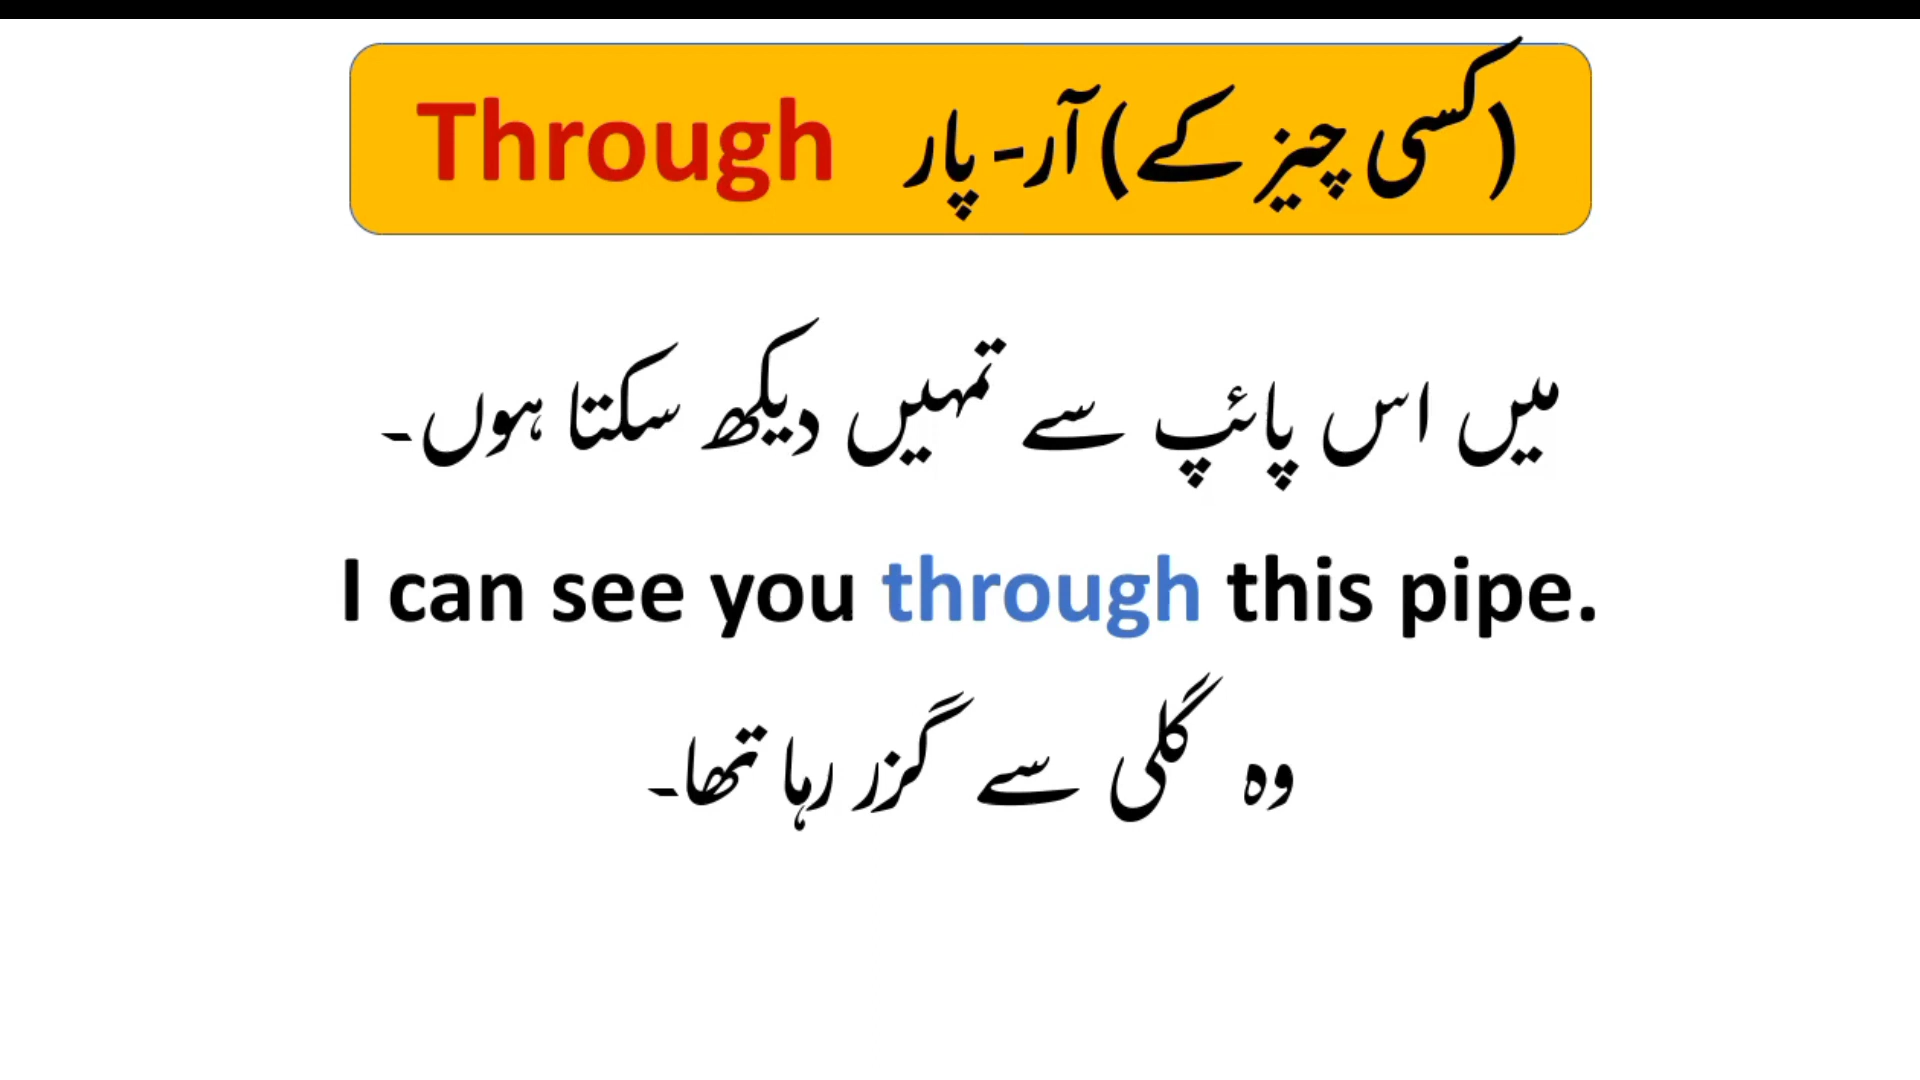 Through (کسی چیز کے) آر-پار
میں اس پائپ سے تمہیں دیکھ سکتا ہوں۔
I can see you through this pipe.
وہ گلی سے گزر رہا تھا۔